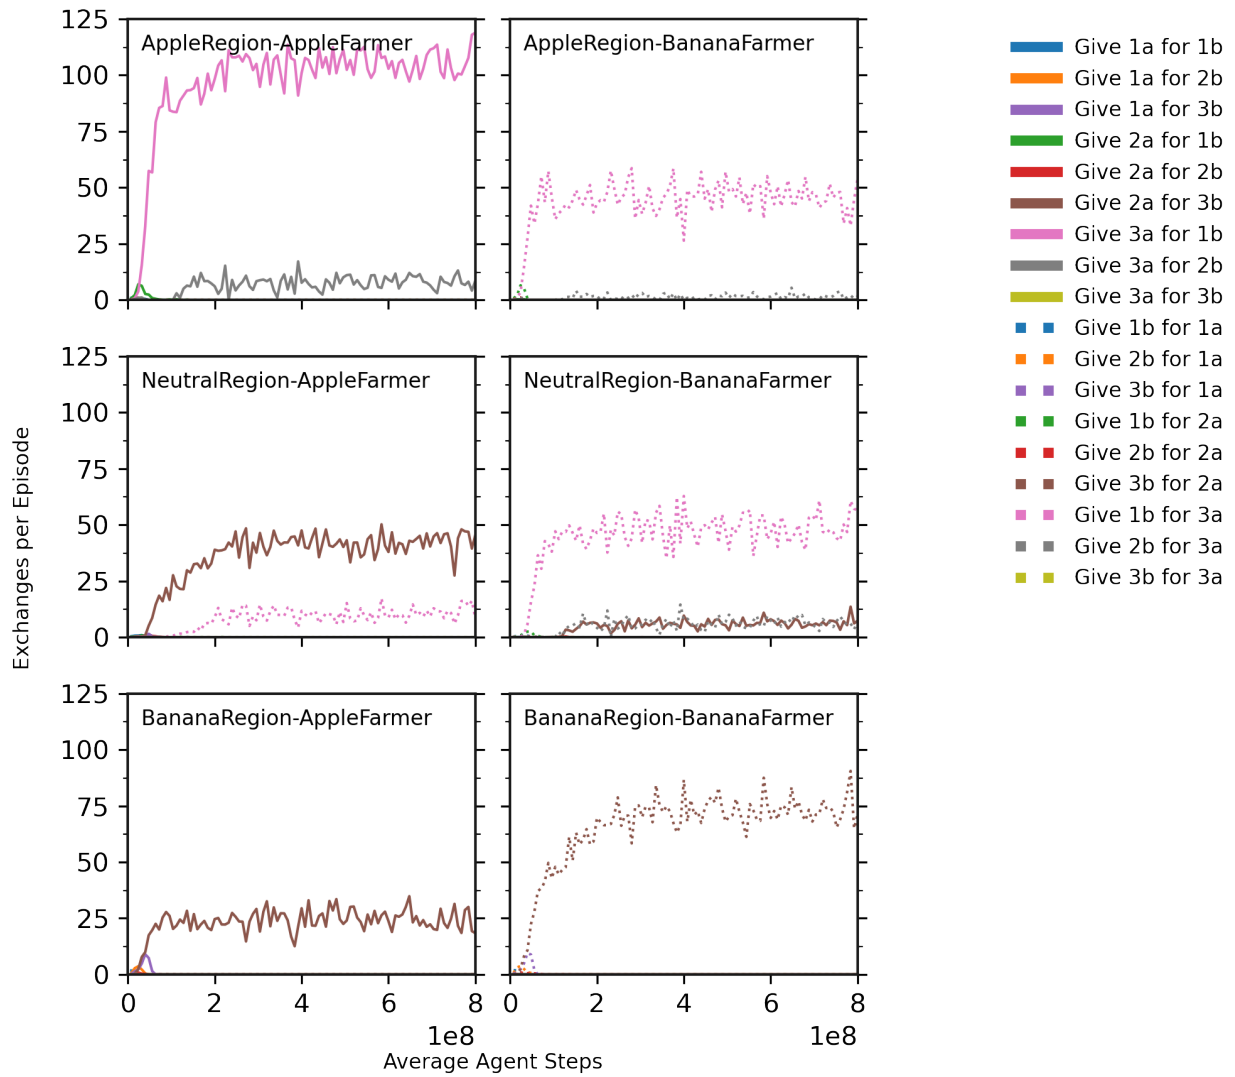 AppleRegion-AppleFarmer
AppleRegion-BananaFarmer
125
100
75
50
25
0
NeutralRegion-AppleFarmer
NeutralRegion-BananaFarmer
125
100
75
50
25
0
BananaRegion-AppleFarmer
BananaRegion-BananaFarmer
125
100
75
50
25
0
0 2 4 6 8
1e8
0 2 4 6 8
1e8
Exchanges per Episode
Average Agent Steps
Give 1a for 1b
Give 1a for 2b
Give 1a for 3b
Give 2a for 1b
Give 2a for 2b
Give 2a for 3b
Give 3a for 1b
Give 3a for 2b
Give 3a for 3b
Give 1b for 1a
Give 2b for 1a
Give 3b for 1a
Give 1b for 2a
Give 2b for 2a
Give 3b for 2a
Give 1b for 3a
Give 2b for 3a
Give 3b for 3a